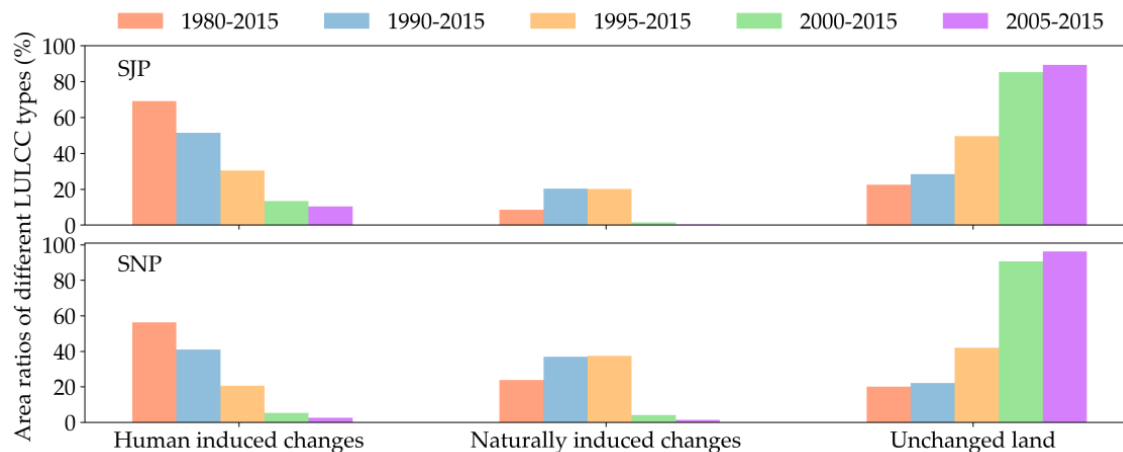 1980-2015 1990-2015 1995-2015 2000-2015 2005-2015
Area ratios of different LULCC types (%)
SJP
100
80
60
40
20
0
SNP
100
80
60
40
20
0
Human induced changes Naturally induced changes Unchanged land